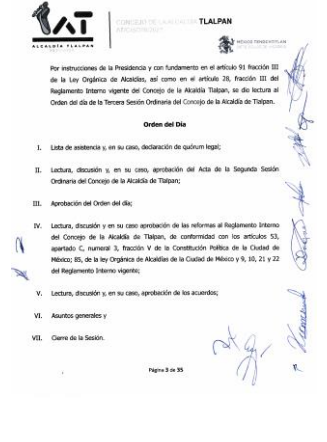 AT
ALCALDÍA TLALPAN
CONCEJO DE LA ALCALDÍA TLALPAN
MÉXICO TENOCHTITLAN
Por instrucciones de la Presidencia y con fundamento en el artículo 91 fracción III
de la Ley Orgánica de Alcaldías, así como en el artículo 28, fracción III del
Reglamento Interno vigente del Concejo de la Alcaldía Tlalpan, se dio lectura al
Orden del día de la Tercera Sesión Ordinaria del Concejo de la Alcaldía de Tlalpan.
Orden del Día
I. Lista de asistencia y, en su caso, declaración de quórum legal;
II. Lectura, discusión y, en su caso, aprobación del Acta de la Segunda Sesión
Ordinaria del Concejo de la Alcaldía de Tlalpan;
III. Aprobación del Orden del día;
IV. Lectura, discusión y en su caso aprobación de las reformas al Reglamento Interno
del Concejo de la Alcaldía de Tlalpan, de conformidad con los artículos 53,
apartado C, numeral 3, fracción V de la Constitución Política de la Ciudad de
México; 85, de la ley Orgánica de Alcaldías de la Ciudad de México y 9, 10, 21 y 22
del Reglamento Interno vigente;
V. Lectura, discusión y, en su caso aprobación de los acuerdos;
VI. Asuntos generales y
VII. Cierre de la Sesión.
Página 3 de 35